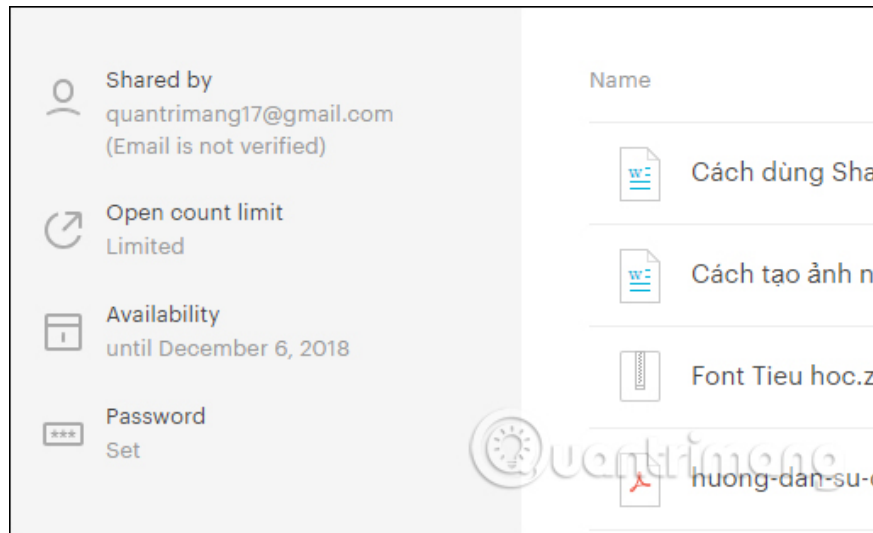 Shared by
quantrimang17@gmail.com
(Email is not verified)
Open count limit
Limited
Availability
until December 6, 2018
Password
***
Set
Name
W
Cách dùng Sha
W
Cách tạo ảnh n
Font Tieu hoc.z
huong-dan-su-
Quantrimang